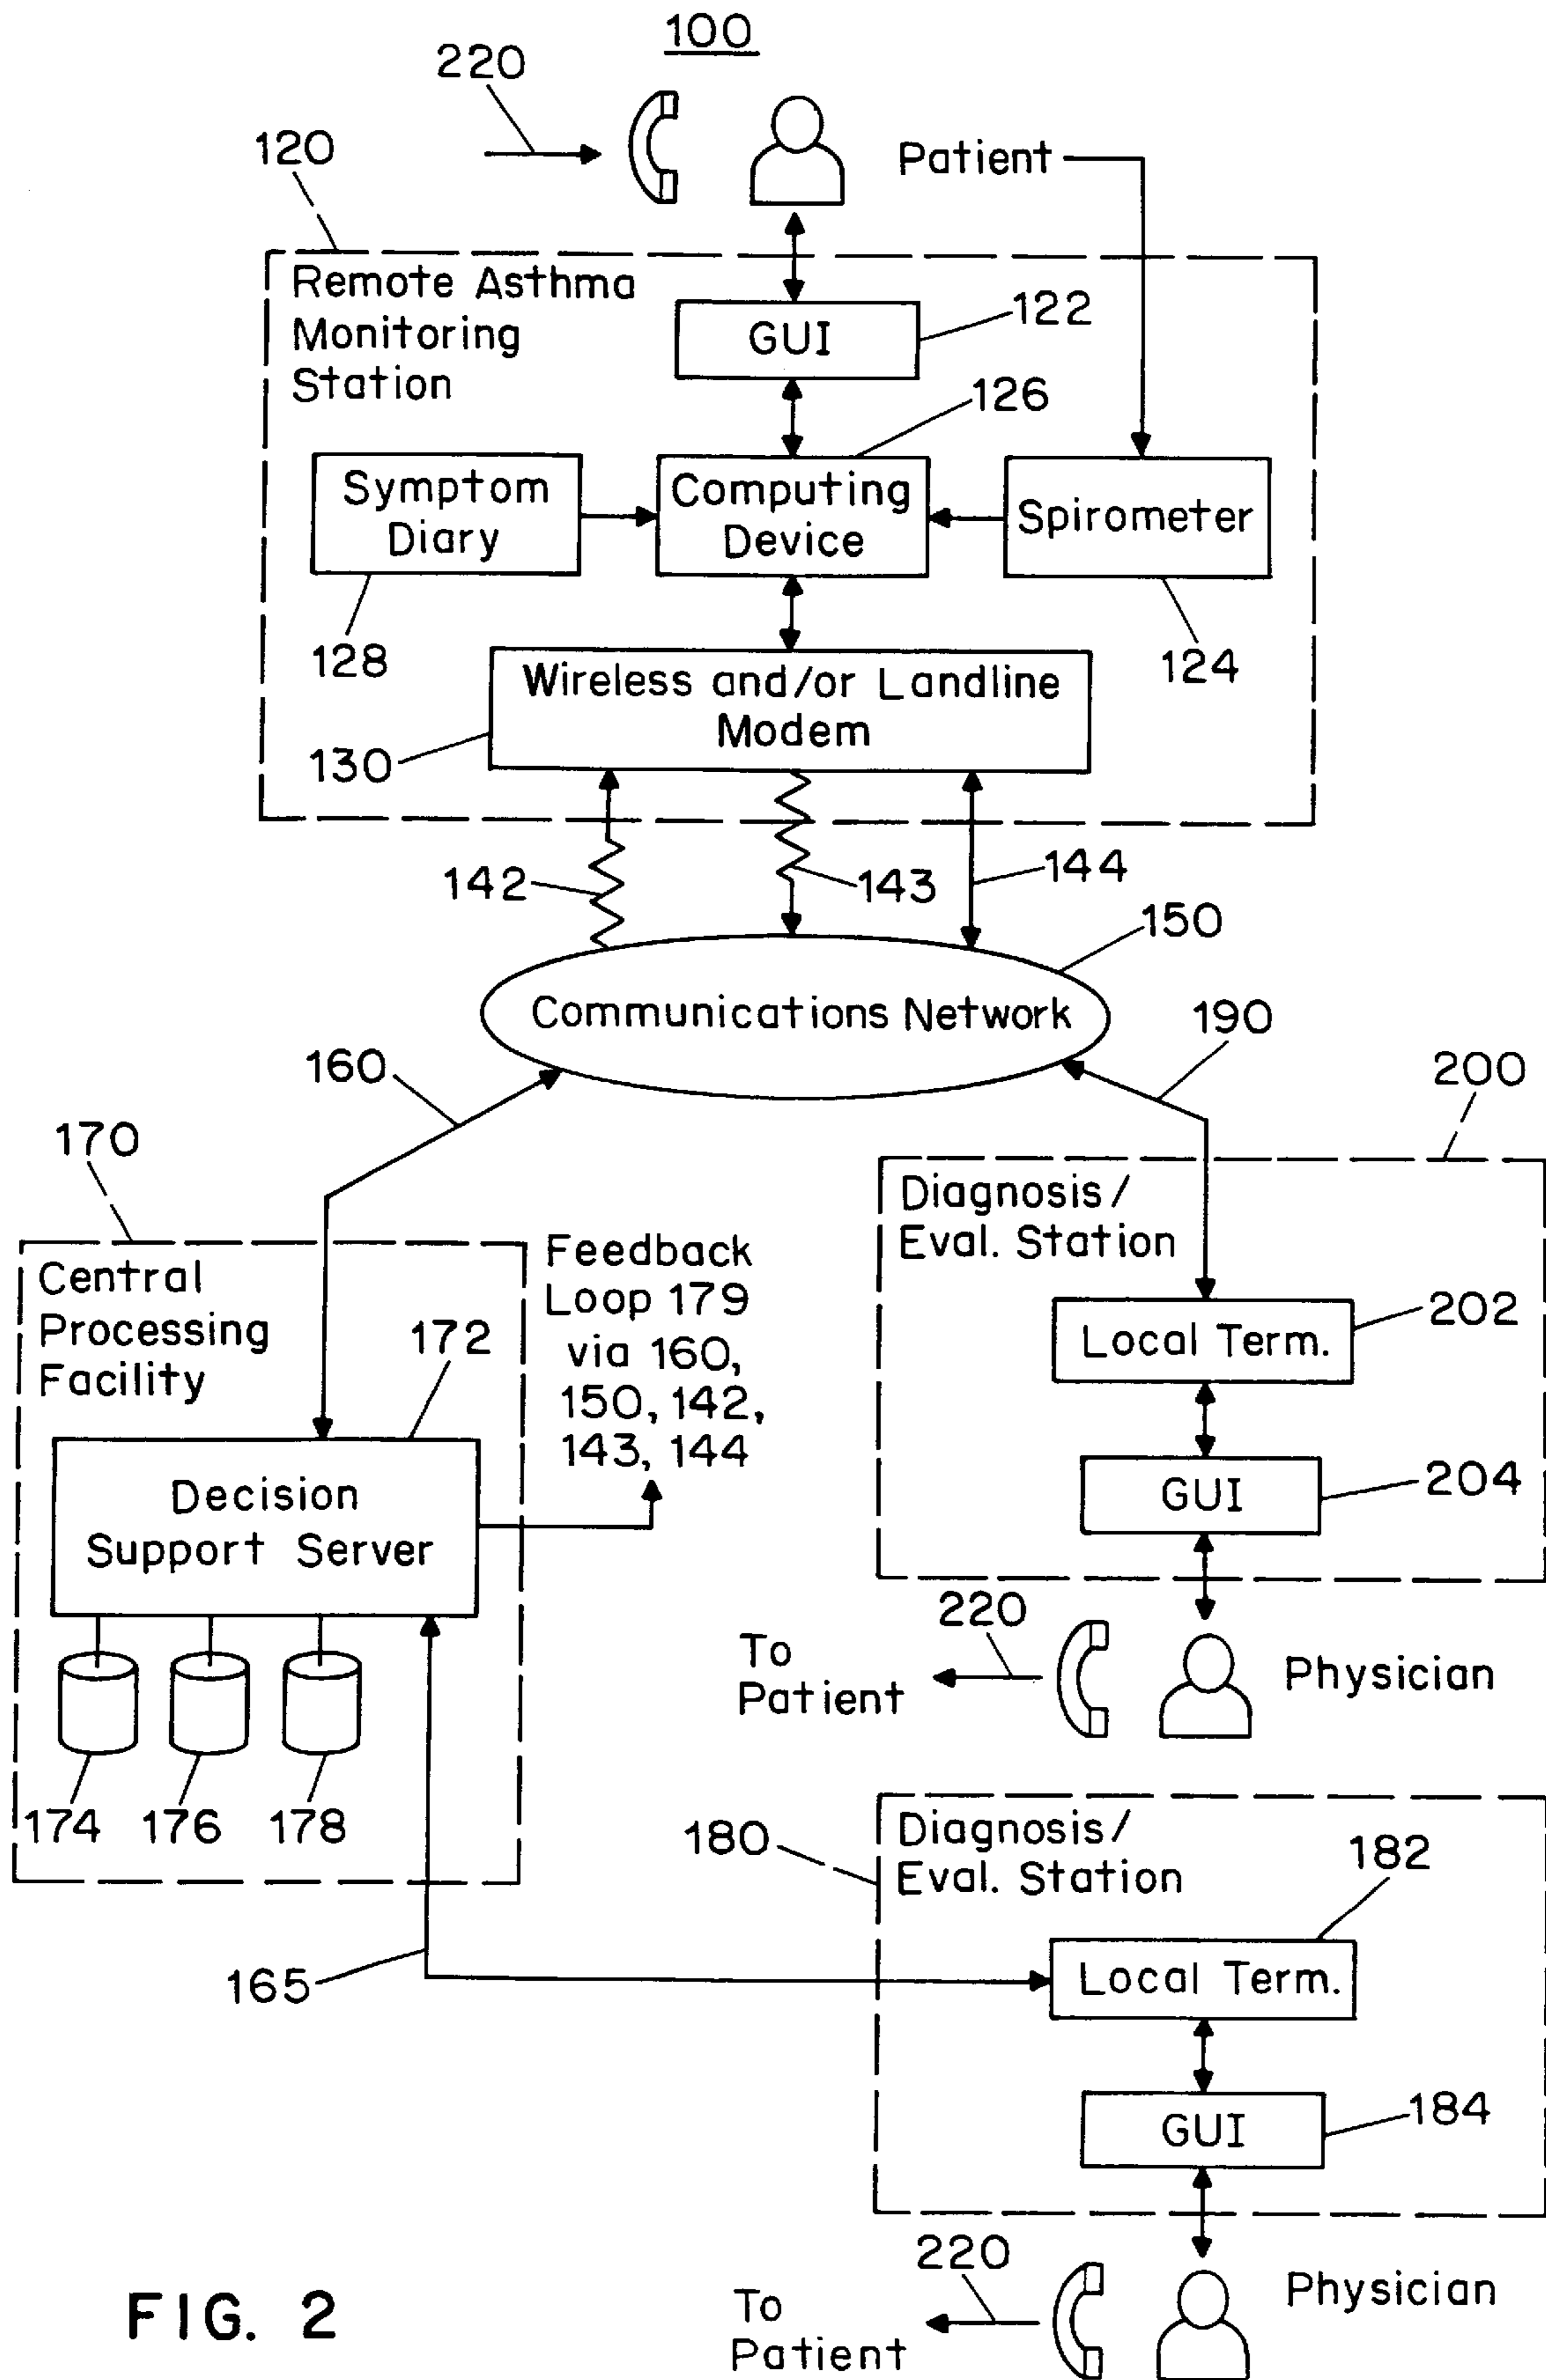 100
220
120
Patient
Remote Asthma
Monitoring
Station
GUI
122
126
Symptom
Diary
Computing
Device
Spirometer
128
124
Wireless and/or Landline
Modem
130
142
143
144
150
Communications Network
160
190
200
170
Diagnosis/
Eval. Station
Central
Processing
Facility
172
Feedback
Loop 179
via 160,
150, 142,
143, 144
Local Term.
202
GUI
204
Decision
Support Server
220
To
Patient
Physician
174
176
178
180
Diagnosis/
Eval. Station
182
165
Local Term.
GUI
184
220
To
Patient
Physician
FIG. 2